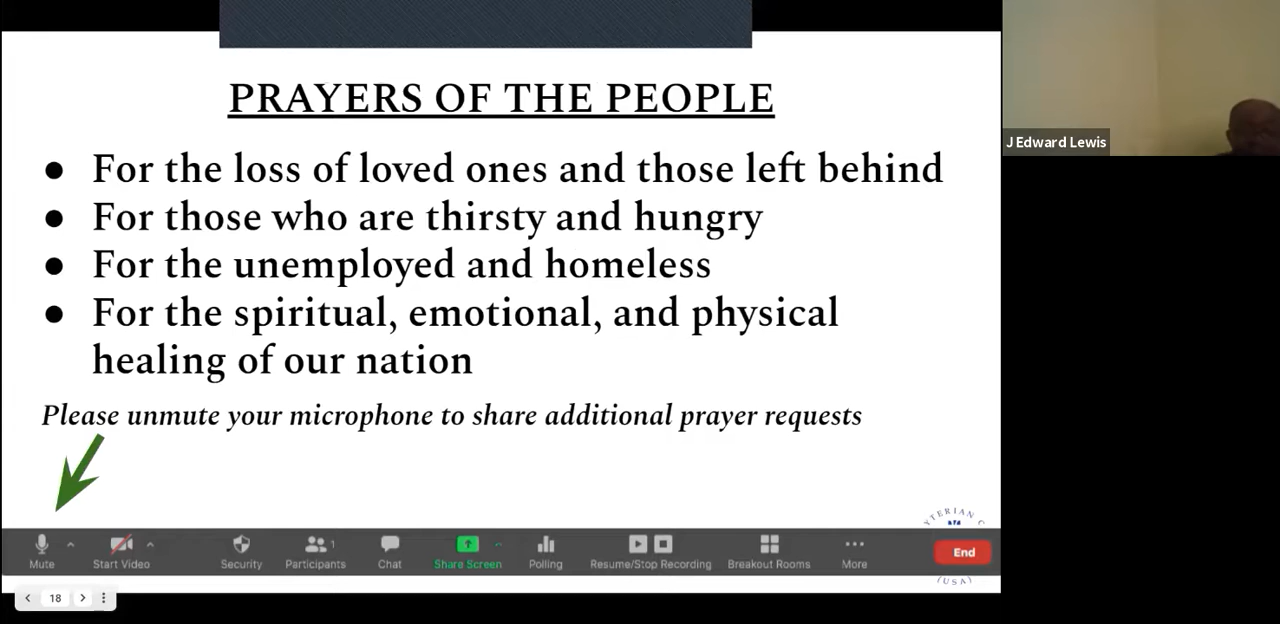 PRAYERS OF THE PEOPLE
● For the loss of loved ones and those left behind
● For those who are thirsty and hungry
● For the unemployed and homeless
● For the spiritual, emotional, and physical
healing of our nation
Please unmute your microphone to share additional prayer requests
J Edward Lewis
YTERIAN C
Mute
Start Video
Security
Participants 1
Chat
Share Screen
Polling
Resume/Stop Recording
Breakout Rooms
More
End
(USA)
18